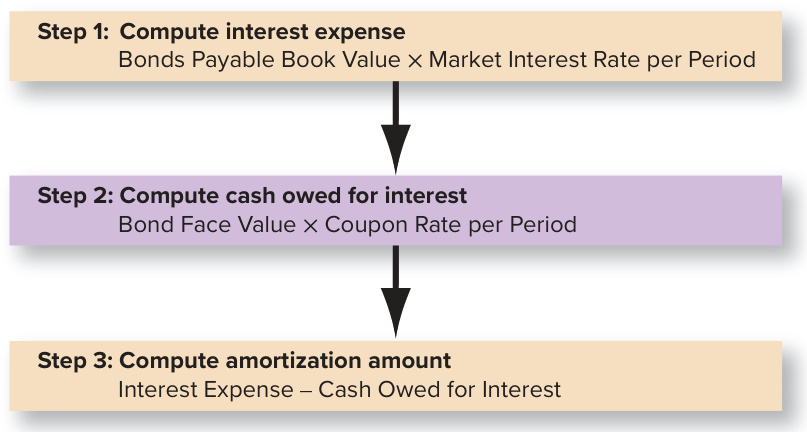 Step 1: Compute interest expense
Bonds Payable Book Value × Market Interest Rate per Period
Step 2: Compute cash owed for interest
Bond Face Value × Coupon Rate per Period
Step 3: Compute amortization amount
Interest Expense – Cash Owed for Interest